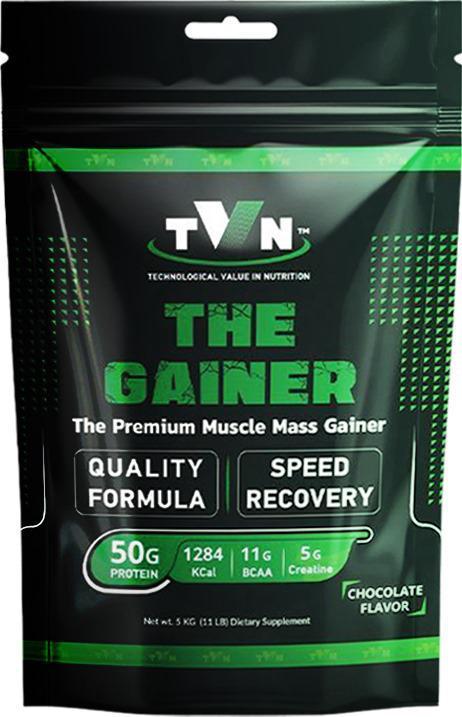 TVN™
TECHNOLOGICAL VALUE IN NUTRITION
THE
GAINER
The Premium Muscle Mass Gainer
QUALITY
FORMULA
SPEED
RECOVERY
50G
PROTEIN
1284
KCal
11G
BCAA
5G
Creatine
CHOCOLATE
FLAVOR
Net wt. 5 KG (11 LB) Dietary Supplement